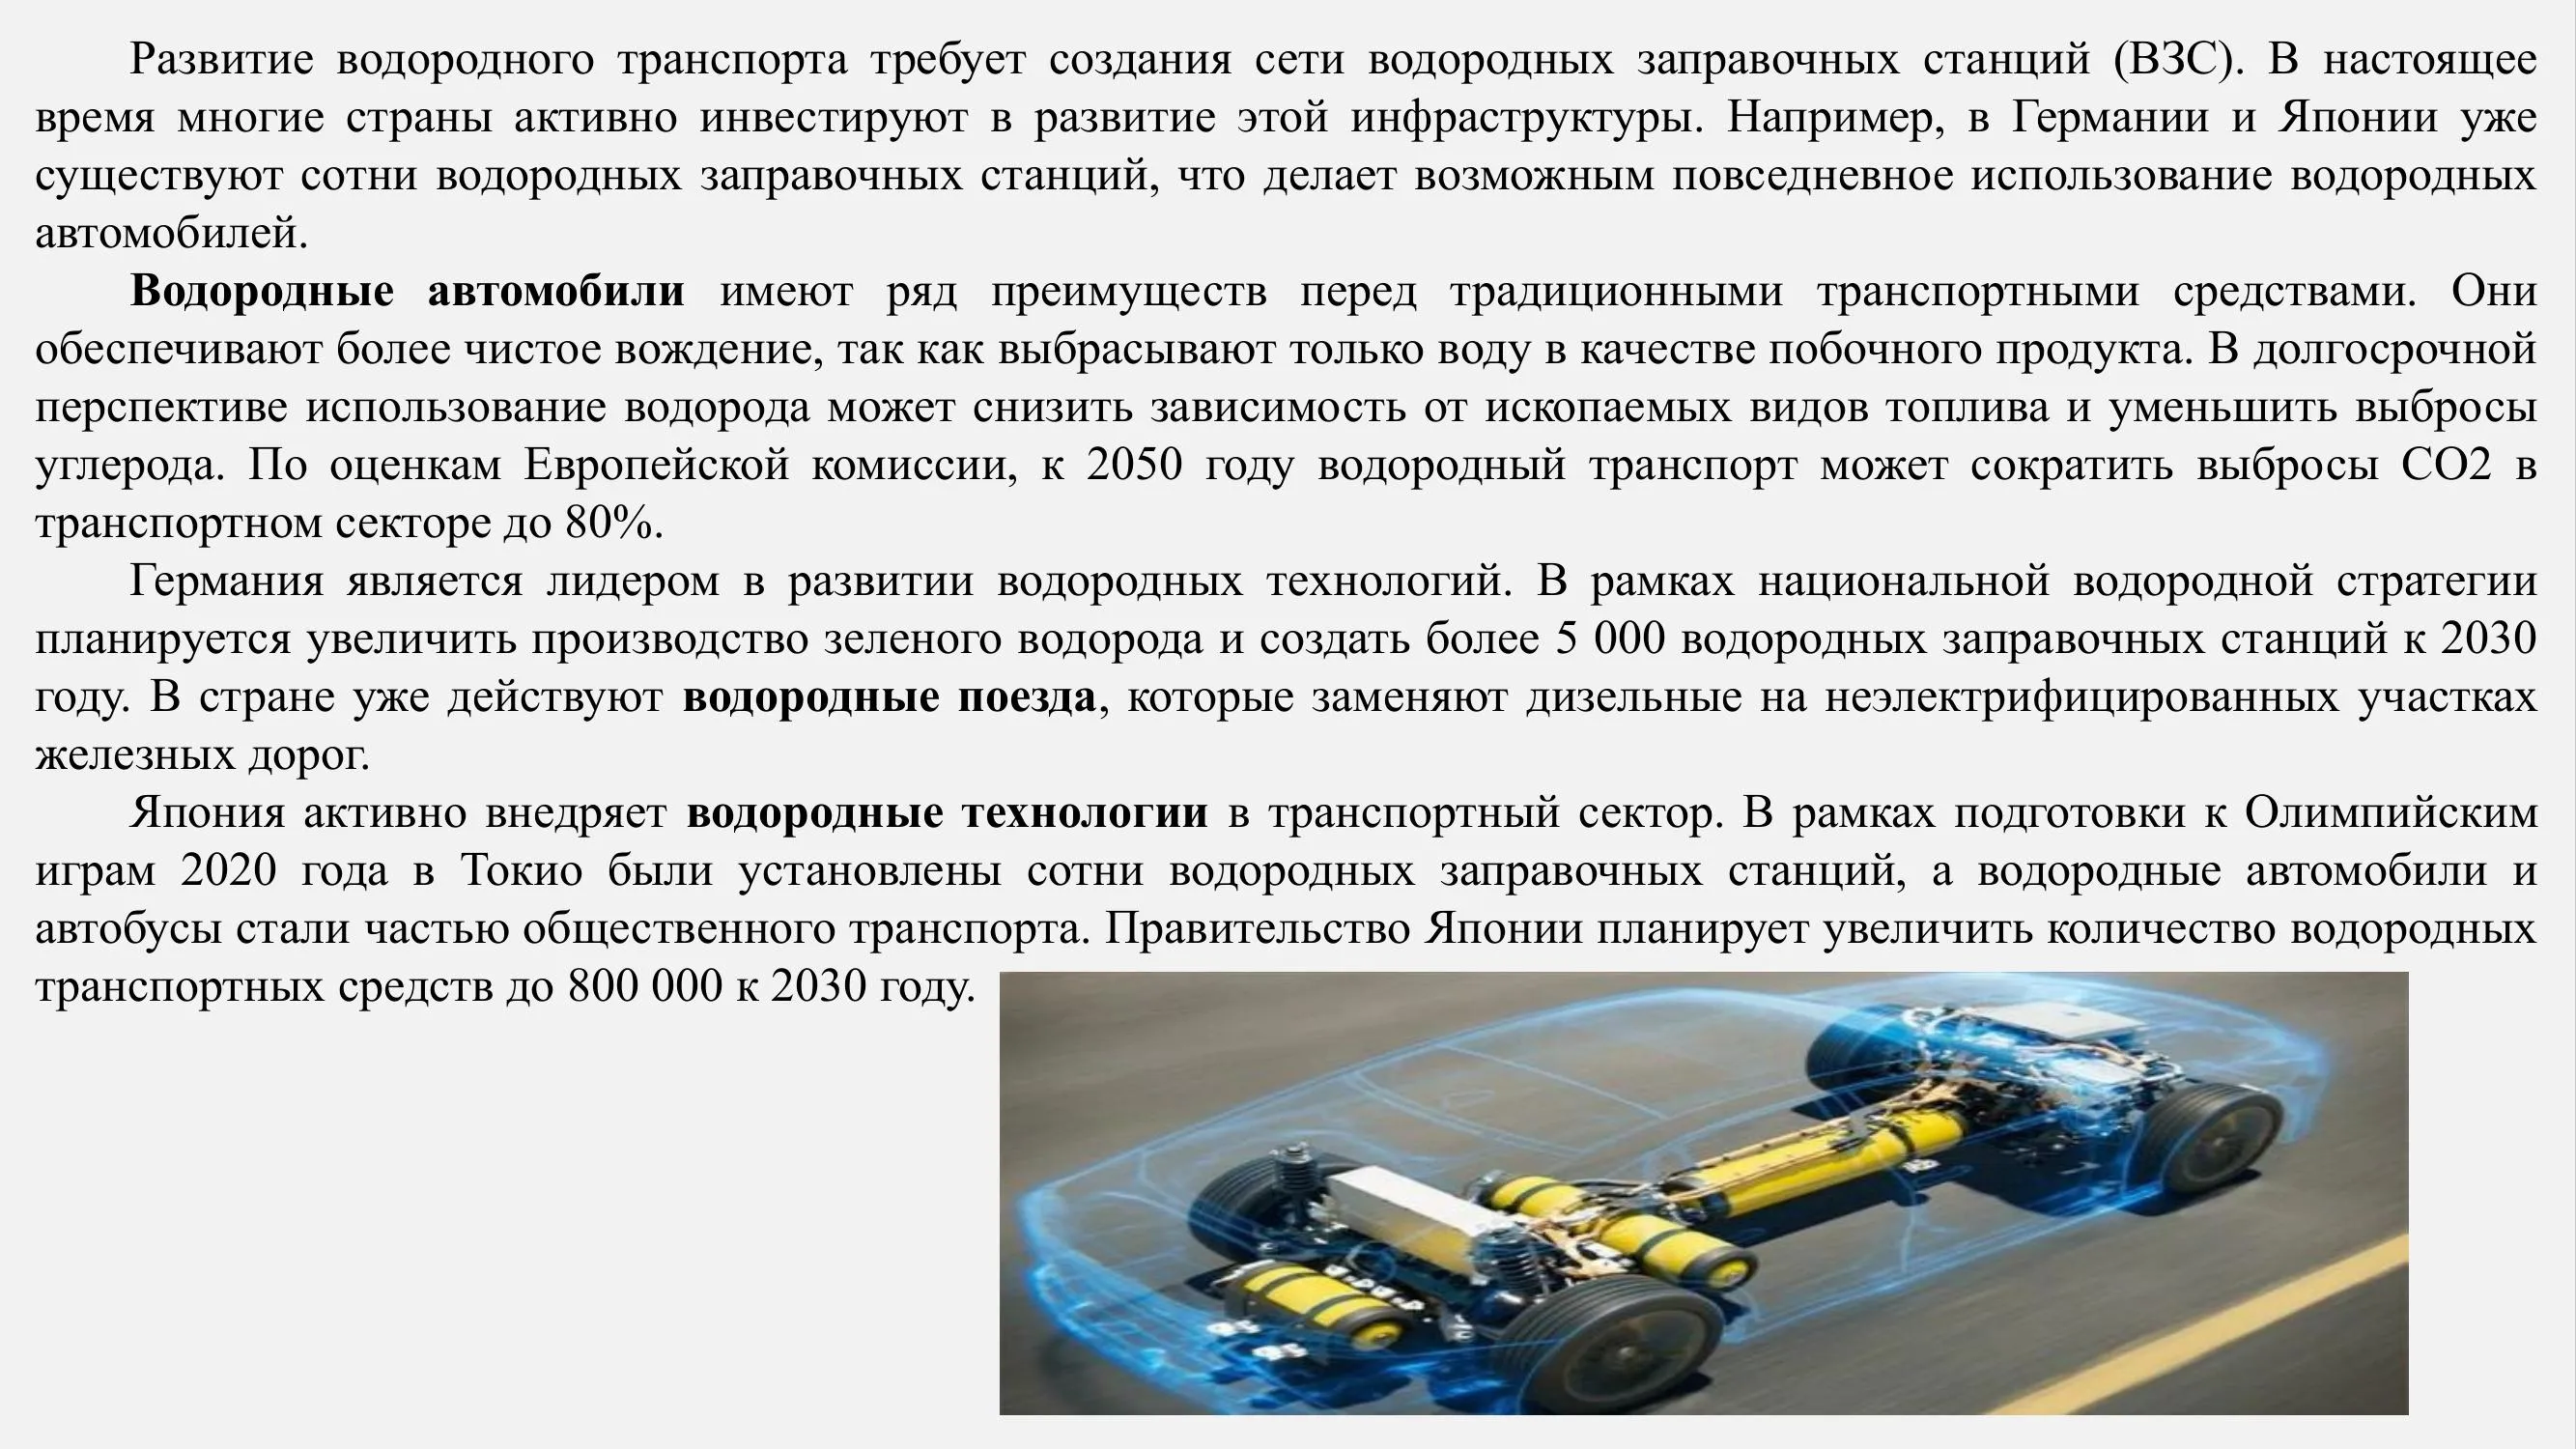 Развитие водородного транспорта требует создания сети водородных заправочных станций (ВЗС). В настоящее
время многие страны активно инвестируют в развитие этой инфраструктуры. Например, в Германии и Японии уже
существуют сотни водородных заправочных станций, что делает возможным повседневное использование водородных
автомобилей.
Водородные автомобили имеют ряд преимуществ перед традиционными транспортными средствами. Они
обеспечивают более чистое вождение, так как выбрасывают только воду в качестве побочного продукта. В долгосрочной
перспективе использование водорода может снизить зависимость от ископаемых видов топлива и уменьшить выбросы
углерода. По оценкам Европейской комиссии, к 2050 году водородный транспорт может сократить выбросы CO2 в
транспортном секторе до 80%.
Германия является лидером в развитии водородных технологий. В рамках национальной водородной стратегии
планируется увеличить производство зеленого водорода и создать более 5 000 водородных заправочных станций к 2030
году. В стране уже действуют водородные поезда, которые заменяют дизельные на неэлектрифицированных участках
железных дорог.
Япония активно внедряет водородные технологии в транспортный сектор. В рамках подготовки к Олимпийским
играм 2020 года в Токио были установлены сотни водородных заправочных станций, а водородные автомобили и
автобусы стали частью общественного транспорта. Правительство Японии планирует увеличить количество водородных
транспортных средств до 800 000 к 2030 году.